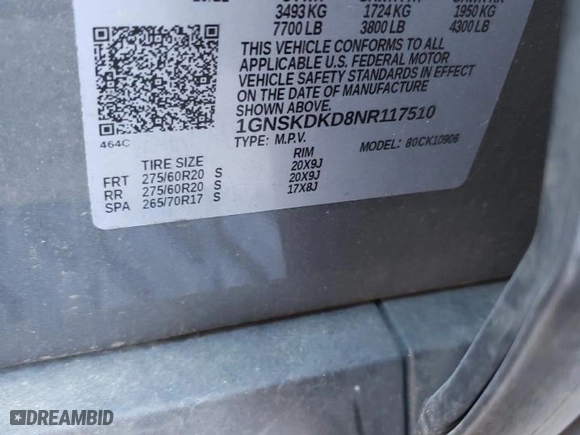 3493 KG 1724 KG 1950 KG
7700 LB 3800 LB 4300 LB
THIS VEHICLE CONFORMS TO ALL
APPLICABLE U.S. FEDERAL MOTOR
VEHICLE SAFETY STANDARDS IN EFFECT
ON THE DATE OF MANUFACTURE
SHOWN ABOVE.
1GNSKDKD8NR117510
TYPE: M.P.V. MODEL: 80CK10906
464C
TIRE SIZE RIM
FRT 275/60R20 S 20X9J
RR 275/60R20 S 20X9J
SPA 265/70R17 S 17X8J
DREAMBID